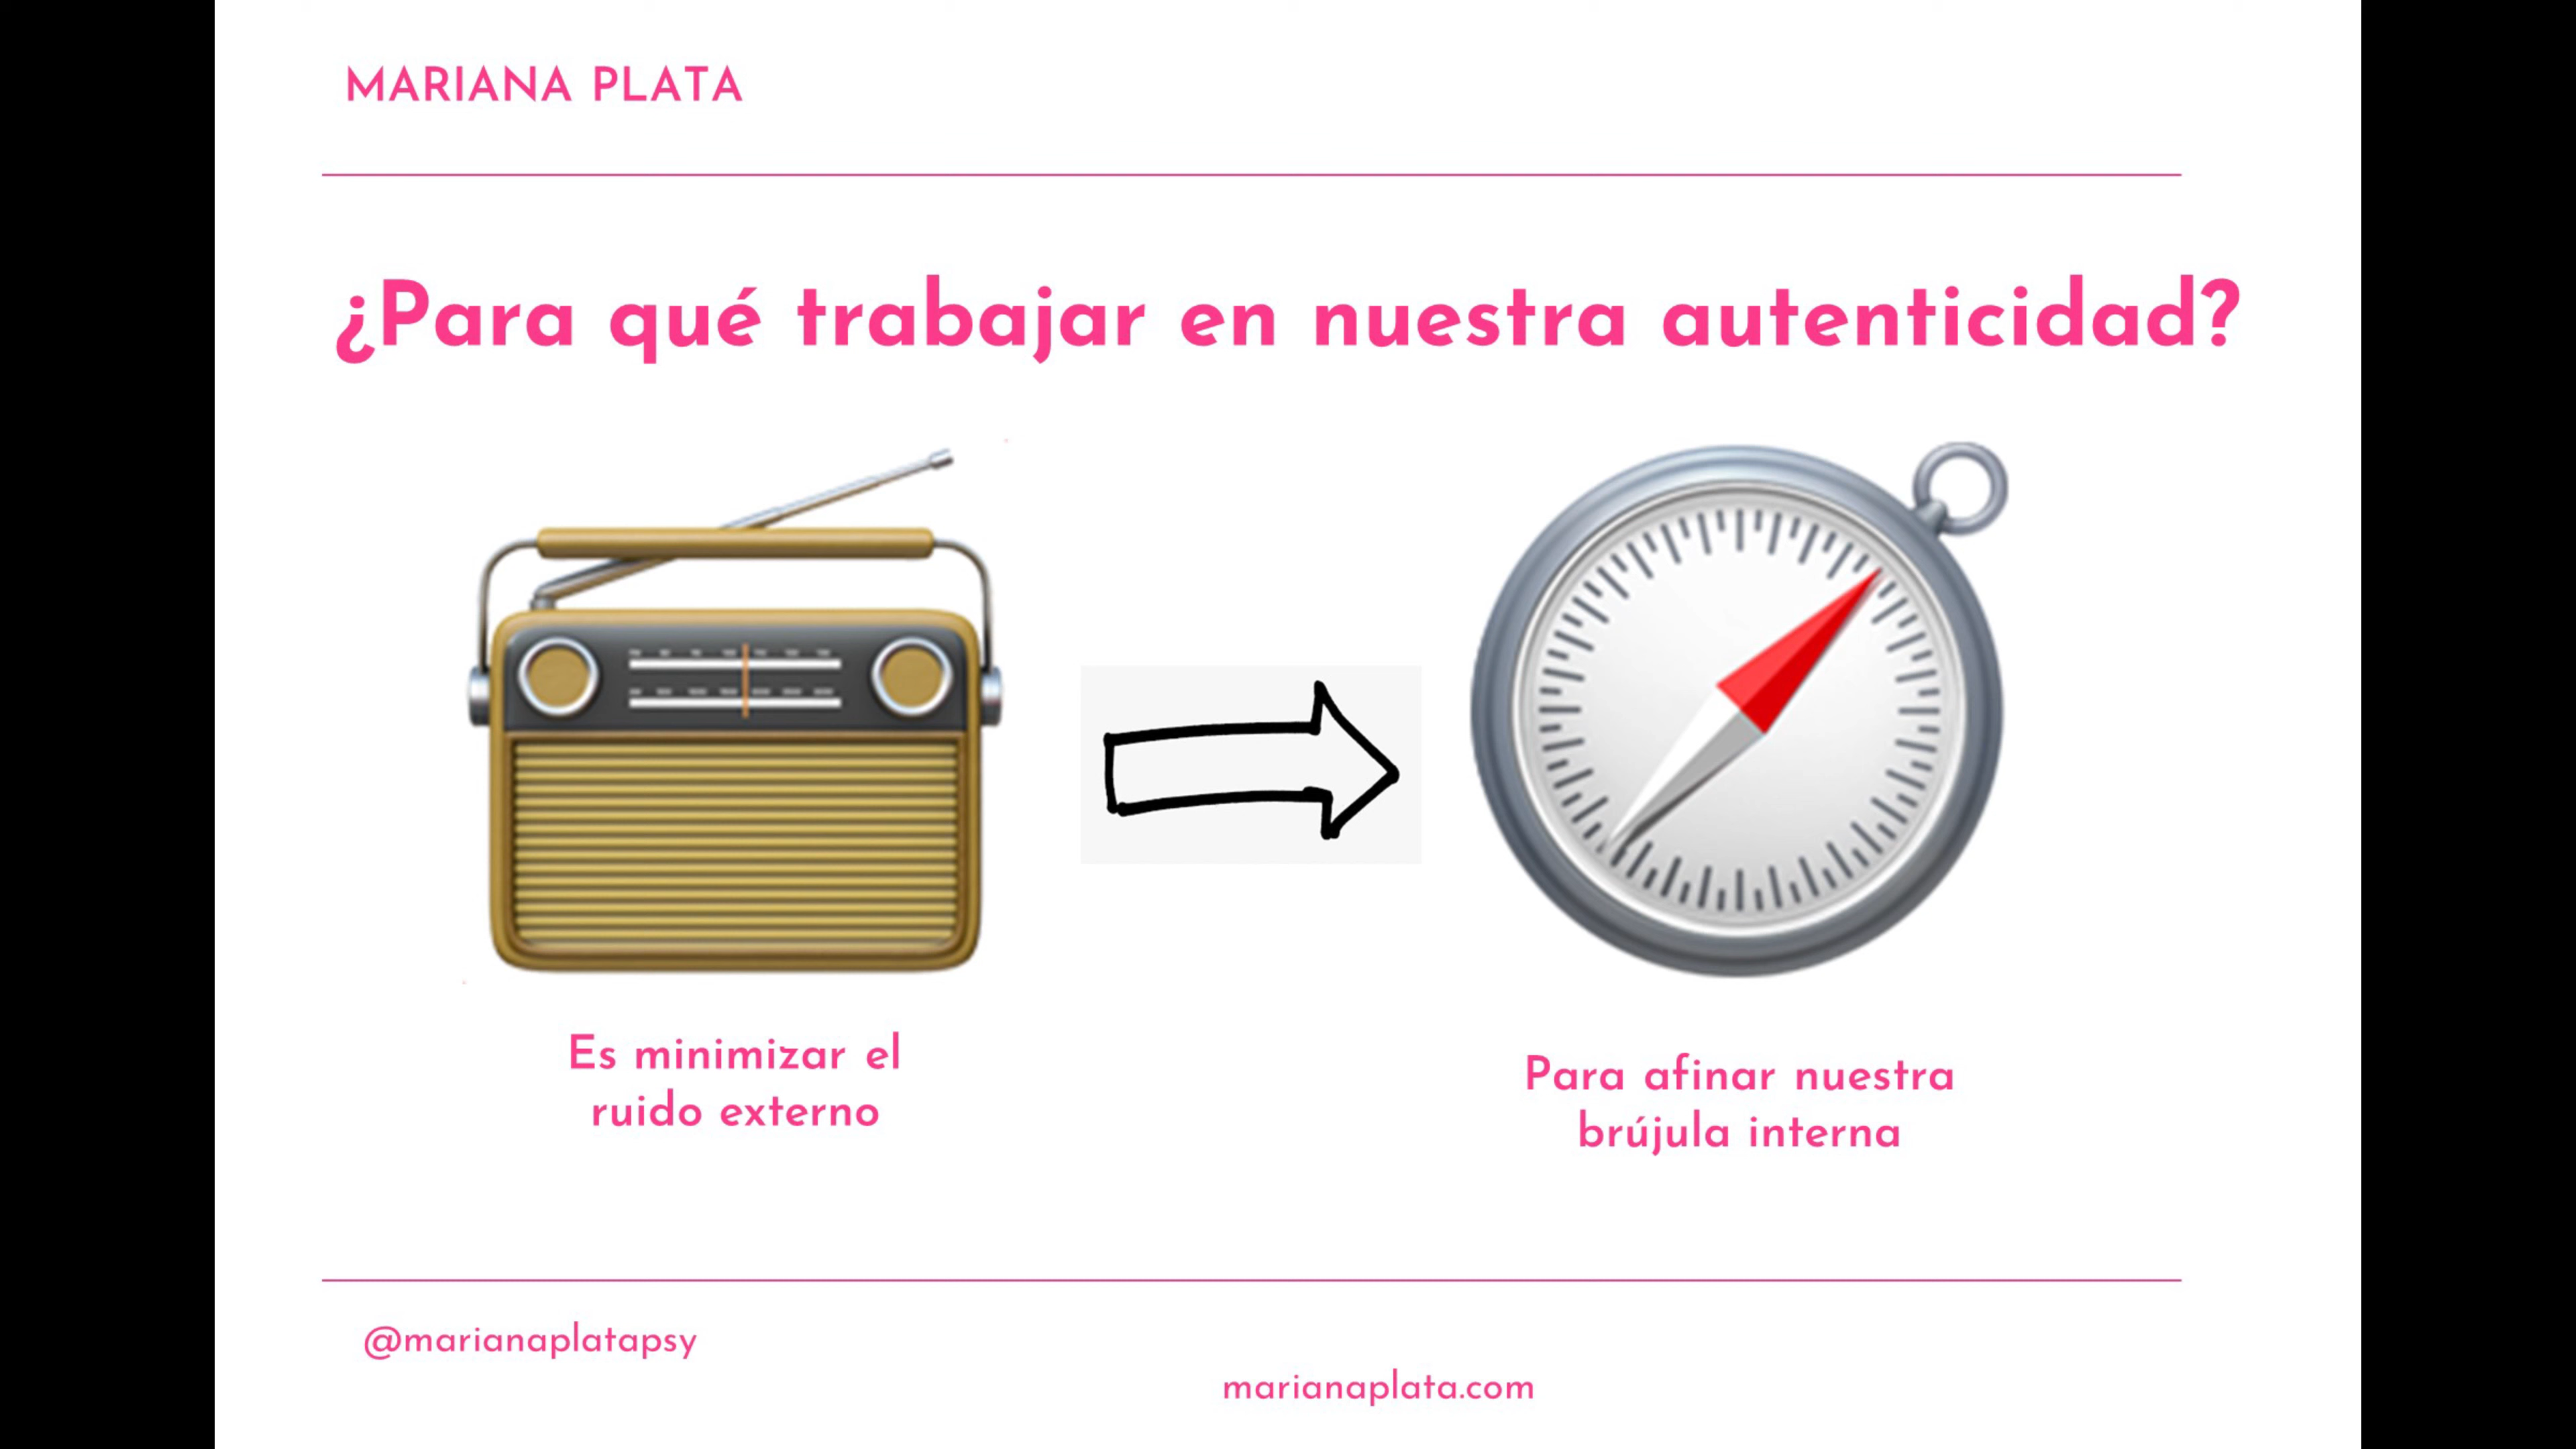 MARIANA PLATA
¿Para qué trabajar en nuestra autenticidad?
Es minimizar el
ruido externo
Para afinar nuestra
brújula interna
@marianaplatapsy
marianaplata.com